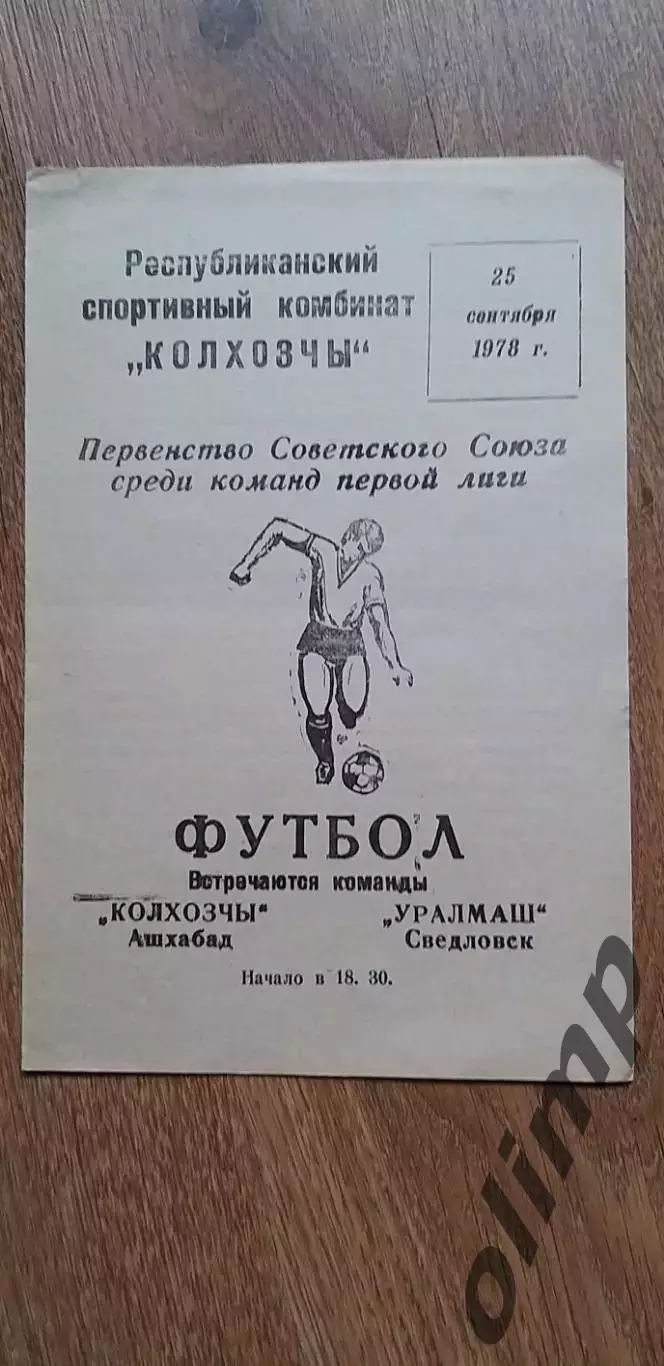 Республиканский
спортивный комбинат
„КОЛХОЗЧЫ“
25
сентября
1978 г.
Первенство Советского Союза
среди команд первой лиги
ФУТБОЛ
Встречаются команды
„КОЛХОЗЧЫ“
Ашхабад
„УРАЛМАШ“
Сведловск
Начало в 18. 30.
olimp